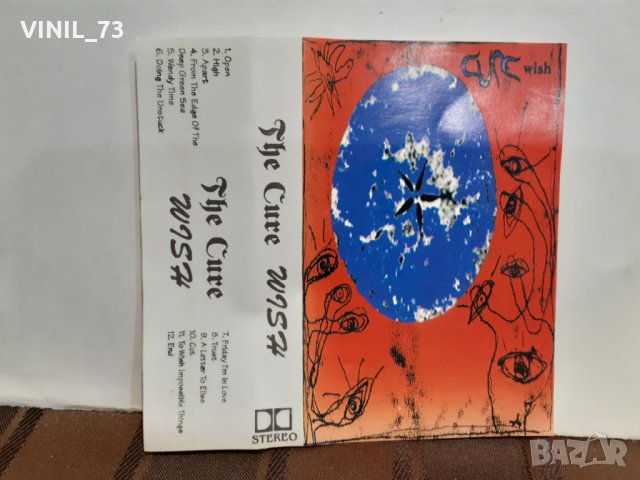 VINIL_73
1. Open
2. High
3. Apart
4. From The Edge Of The
Deep Green Sea
5. Wendy Time
6. Doing The Unstuck
The Cure
WISH
7. Friday I'm In Love
8. Trust
9. A Letter To Elise
10. Cut
11. To Wish Impossible Things
12. End
The Cure WISH
STEREO
CURE wish
BAZAR